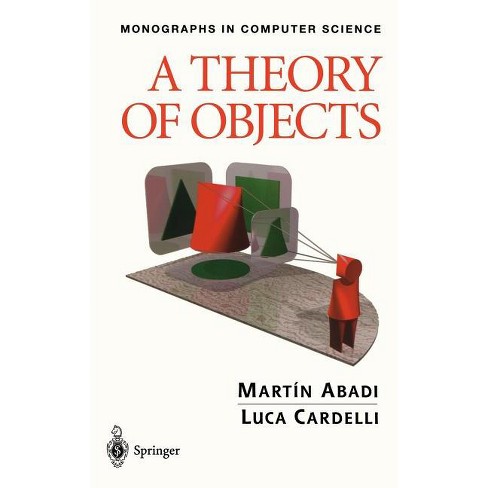 MONOGRAPHS IN COMPUTER SCIENCE
A THEORY
OF OBJECTS
MARTÍN ABADI
LUCA CARDELLI
Springer